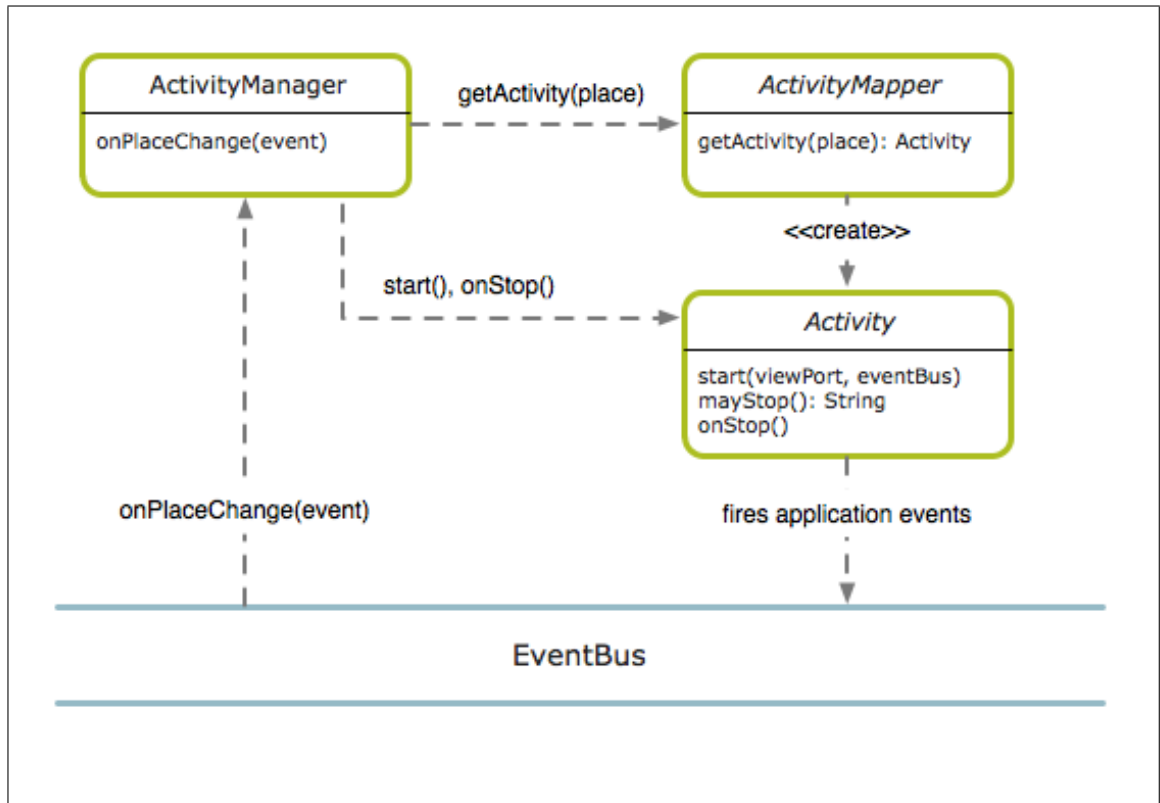 ActivityManager
onPlaceChange(event)
getActivity(place)
ActivityMapper
getActivity(place): Activity
<<create>>
start(), onStop()
Activity
start(viewPort, eventBus)
mayStop(): String
onStop()
onPlaceChange(event)
fires application events
EventBus